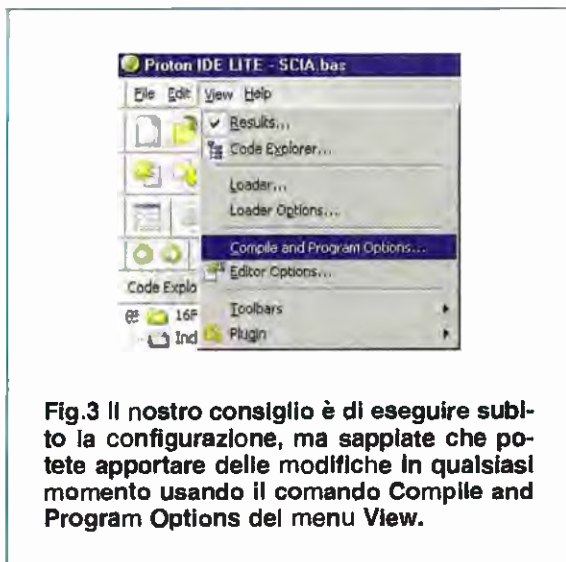 Proton IDE LITE - SCIA.bas
File Edit View Help
Results...
Code Explorer...
Loader...
Loader Options...
Compile and Program Options...
Editor Options...
Code Explo
Toolbars
16F
Ind
Plugin
Fig.3 Il nostro consiglio è di eseguire subi-
to la configurazione, ma sappiate che po-
tete apportare delle modifiche in qualsiasi
momento usando il comando Compile and
Program Options del menu View.